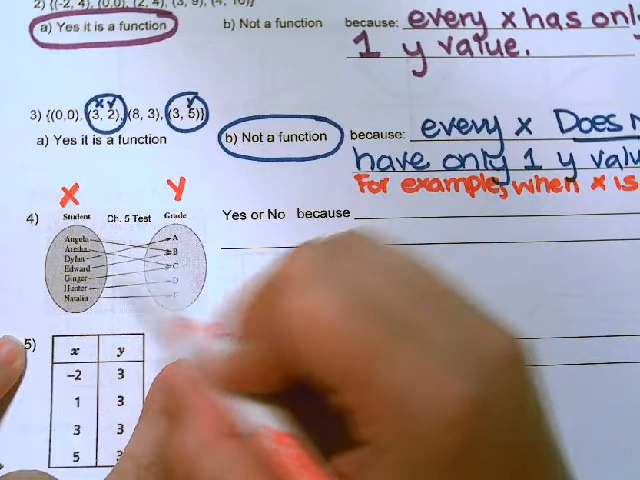 2) {(-2, 4), (0,0), (2, 4), (3, 9), (4, 16)}
a) Yes it is a function b) Not a function because: every x has only
1 y value.
x y y
3) {(0,0), (3, 2), (8, 3), (3, 5)}
a) Yes it is a function b) Not a function because: every x Does
have only 1 y valu
For example, when x is
X Y
4) Student Ch. 5 Test Grade Yes or No because
Angela A
Dylan B
Edward C
Ginger D
Hunter F
Natalia
5)
x y
-2 3
1 3
3 3
5 3